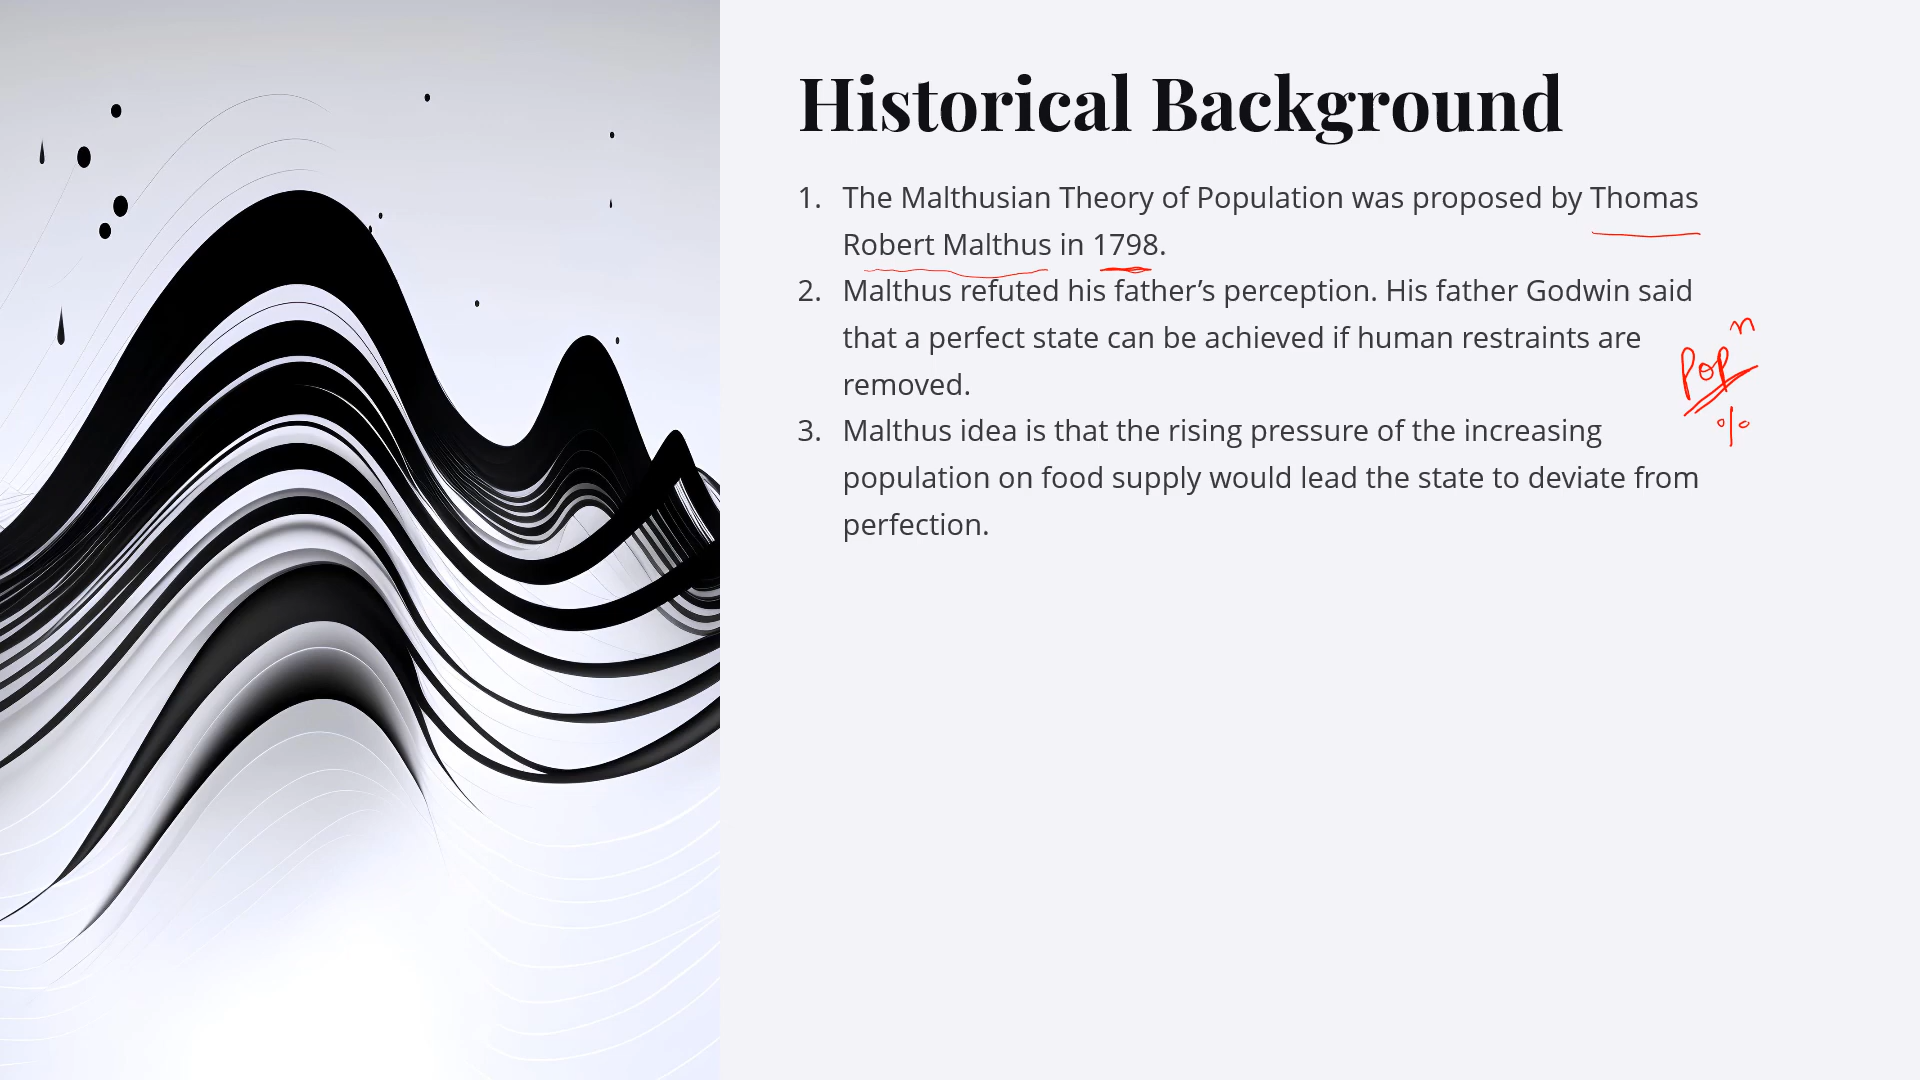 Historical Background
1. The Malthusian Theory of Population was proposed by Thomas
Robert Malthus in 1798.
2. Malthus refuted his father’s perception. His father Godwin said
that a perfect state can be achieved if human restraints are
removed.
3. Malthus idea is that the rising pressure of the increasing
population on food supply would lead the state to deviate from
perfection.
Popn
%